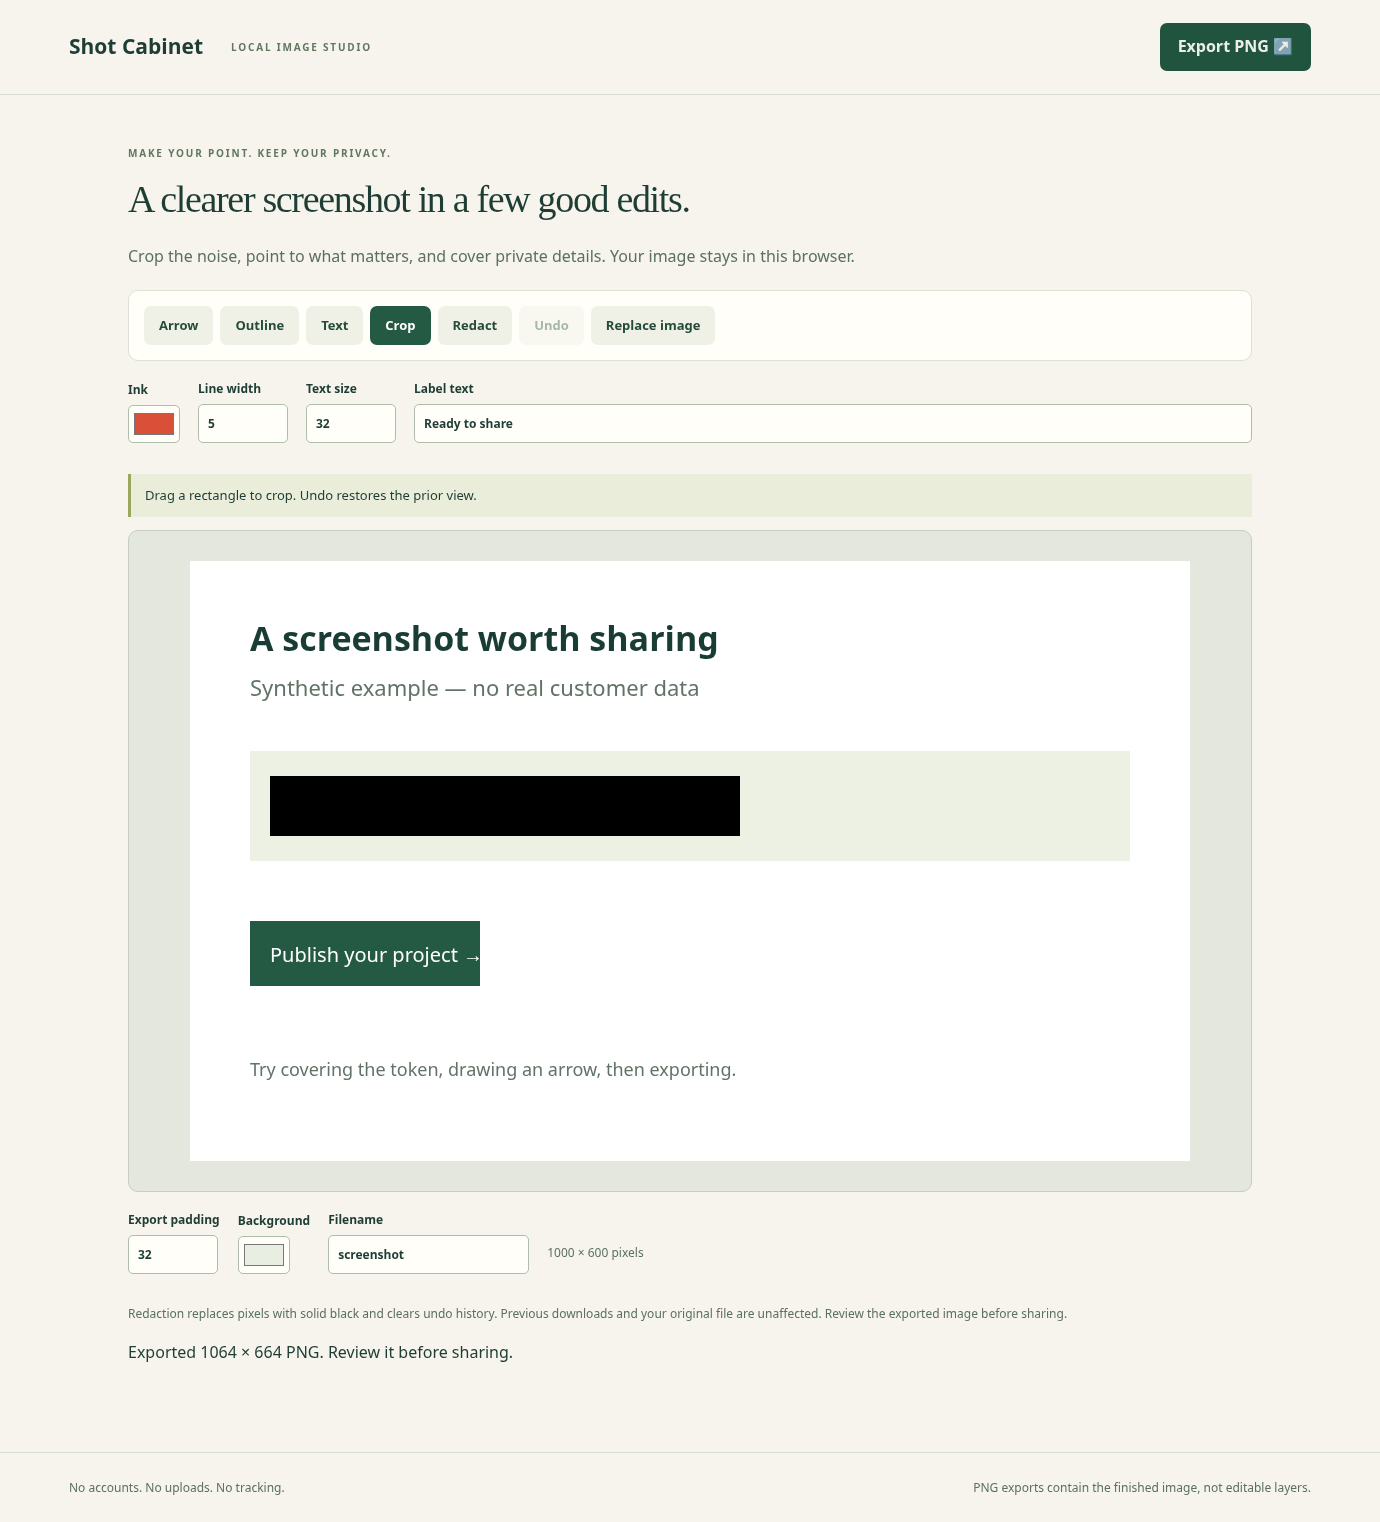 Shot Cabinet
LOCAL IMAGE STUDIO
Export PNG ↗
MAKE YOUR POINT. KEEP YOUR PRIVACY.
A clearer screenshot in a few good edits.
Crop the noise, point to what matters, and cover private details. Your image stays in this browser.
Arrow Outline Text Crop Redact Undo Replace image
Ink Line width Text size Label text
5 32 Ready to share
Drag a rectangle to crop. Undo restores the prior view.
A screenshot worth sharing
Synthetic example — no real customer data
Publish your project →
Try covering the token, drawing an arrow, then exporting.
Export padding Background Filename
32 screenshot 1000 × 600 pixels
Redaction replaces pixels with solid black and clears undo history. Previous downloads and your original file are unaffected. Review the exported image before sharing.
Exported 1064 × 664 PNG. Review it before sharing.
No accounts. No uploads. No tracking.
PNG exports contain the finished image, not editable layers.